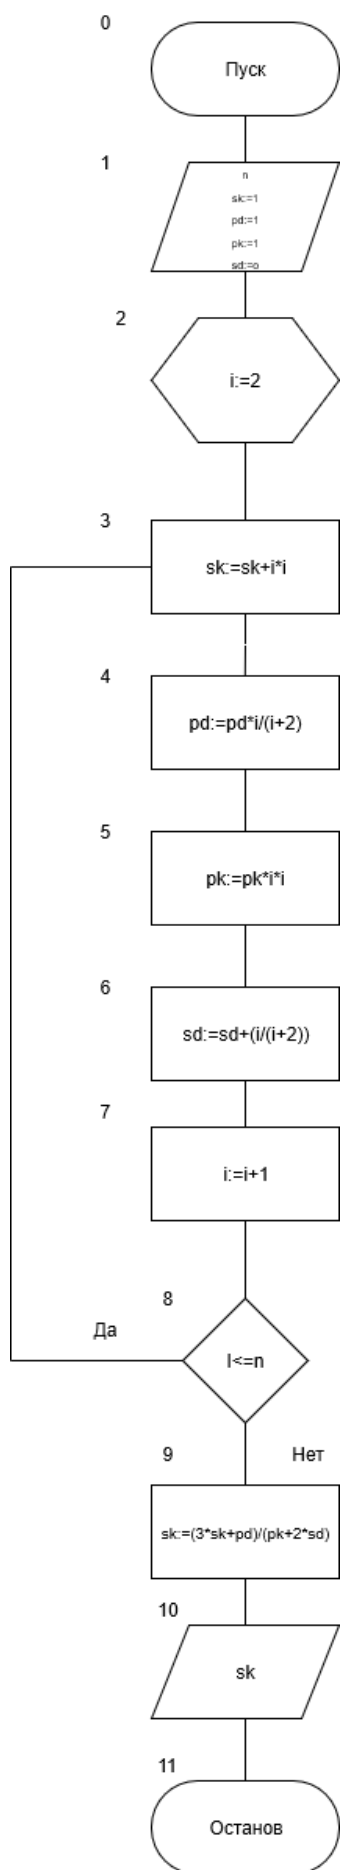 0
Пуск
1
n
sk:=1
pd:=1
pk:=1
sd:=o
2
i:=2
3
sk:=sk+i*i
4
pd:=pd*i/(i+2)
5
pk:=pk*i*i
6
sd:=sd+(i/(i+2))
7
i:=i+1
8
Да
I<=n
9
Нет
sk:=(3*sk+pd)/(pk+2*sd)
10
sk
11
Останов